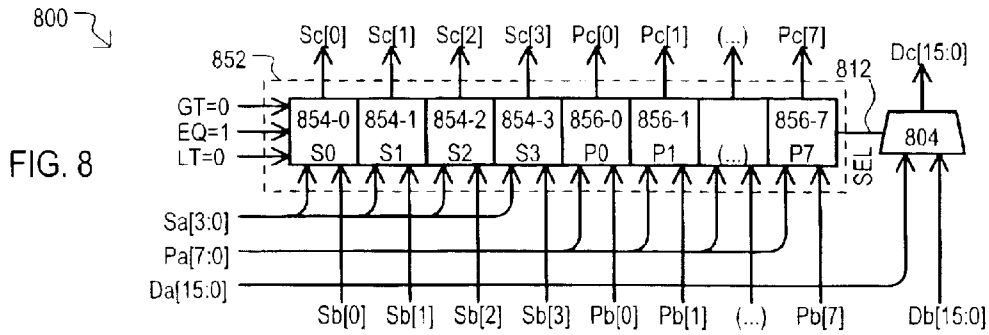 800
Sc[0] Sc[1] Sc[2] Sc[3] Pc[0] Pc[1] (...) Pc[7]
Dc[15:0]
852
812
GT=0
EQ=1
LT=0
854-0 854-1 854-2 854-3 856-0 856-1 856-7
S0 S1 S2 S3 P0 P1 (...) P7
SEL
804
FIG. 8
Sa[3:0]
Pa[7:0]
Da[15:0]
Sb[0] Sb[1] Sb[2] Sb[3] Pb[0] Pb[1] (...) Pb[7] Db[15:0]